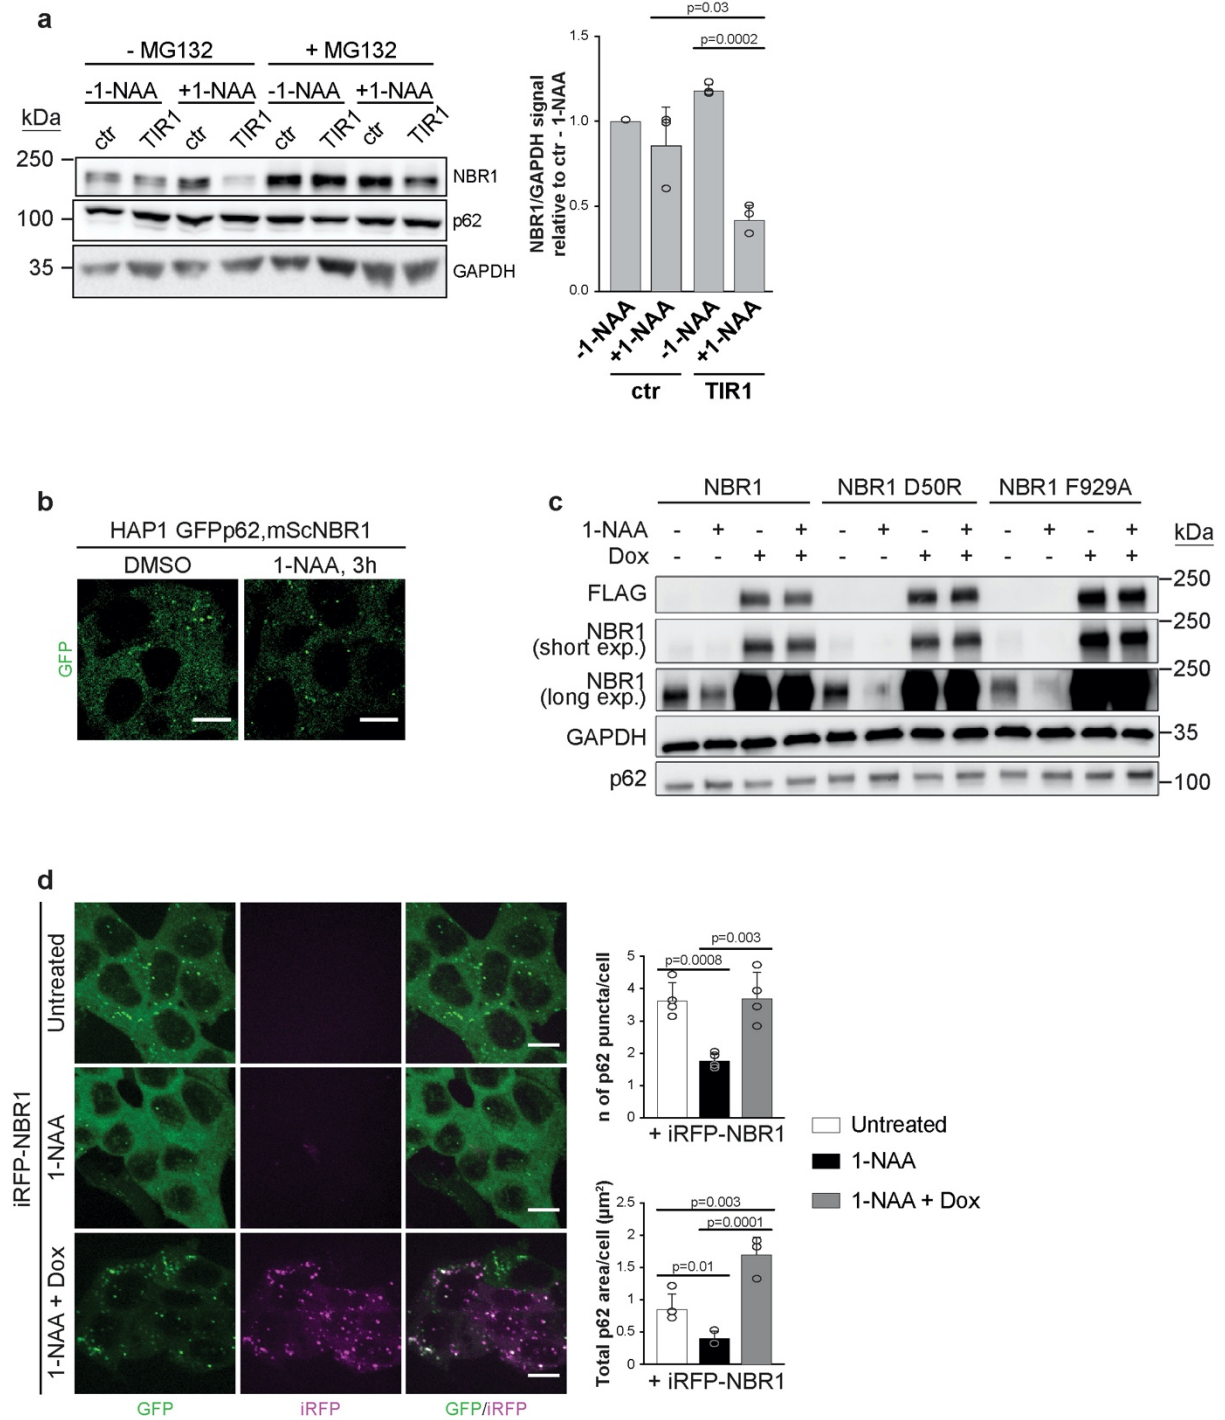 a
- MG132
+ MG132
-1-NAA
+1-NAA
-1-NAA
+1-NAA
kDa
ctr
TIR1
ctr
TIR1
ctr
TIR1
ctr
TIR1
250
NBR1
100
p62
35
GAPDH
p=0.03
p=0.0002
1.5
1.0
0.5
0.0
NBR1/GAPDH signal
relative to ctr - 1-NAA
-1-NAA
+1-NAA
-1-NAA
+1-NAA
ctr
TIR1
b
HAP1 GFPp62,mScNBR1
DMSO
1-NAA, 3h
GFP
c
NBR1
NBR1 D50R
NBR1 F929A
1-NAA - + - + - + - + - + - +
kDa
Dox - - + + - - + + - - + +
FLAG
250
NBR1
(short exp.)
250
NBR1
(long exp.)
250
GAPDH
35
p62
100
d
iRFP-NBR1
Untreated
1-NAA
1-NAA + Dox
GFP
iRFP
GFP/iRFP
p=0.003
p=0.0008
5
4
3
2
1
0
n of p62 puncta/cell
+ iRFP-NBR1
Untreated
1-NAA
1-NAA + Dox
p=0.003
p=0.0001
p=0.01
2.5
2
1.5
1
0.5
0
Total p62 area/cell (µm²)
+ iRFP-NBR1